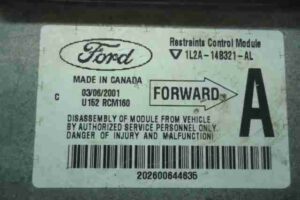 Ford
Restraints Control Module
1L2A-14B321-AL
MADE IN CANADA
03/06/2001
C
U152 RCM160
FORWARD
A
DISASSEMBLY OF MODULE FROM VEHICLE
BY AUTHORIZED SERVICE PERSONNEL ONLY.
DANGER OF INJURY AND MALFUNCTION!
202600644635